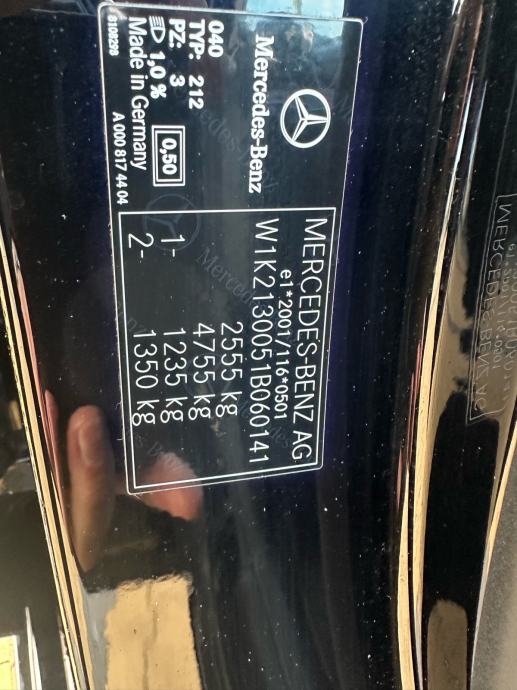 Mercedes-Benz
040
TYP: 212
PZ: 3
1,0 %
0,50
Made in Germany
8108298
A 000 817 44 04
MERCEDES-BENZ AG
e1*2001/116*0501
W1K2130051B060141
2555 kg
4755 kg
1- 1235 kg
2- 1350 kg